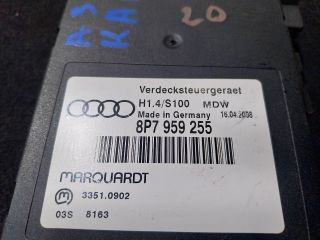 20
A3
KA
Verdecksteuergeraet
H1.4/S100 MDW
Made in Germany 16.04.2008
8P7 959 255
MARQUARDT
m 3351.0902
03S 8163